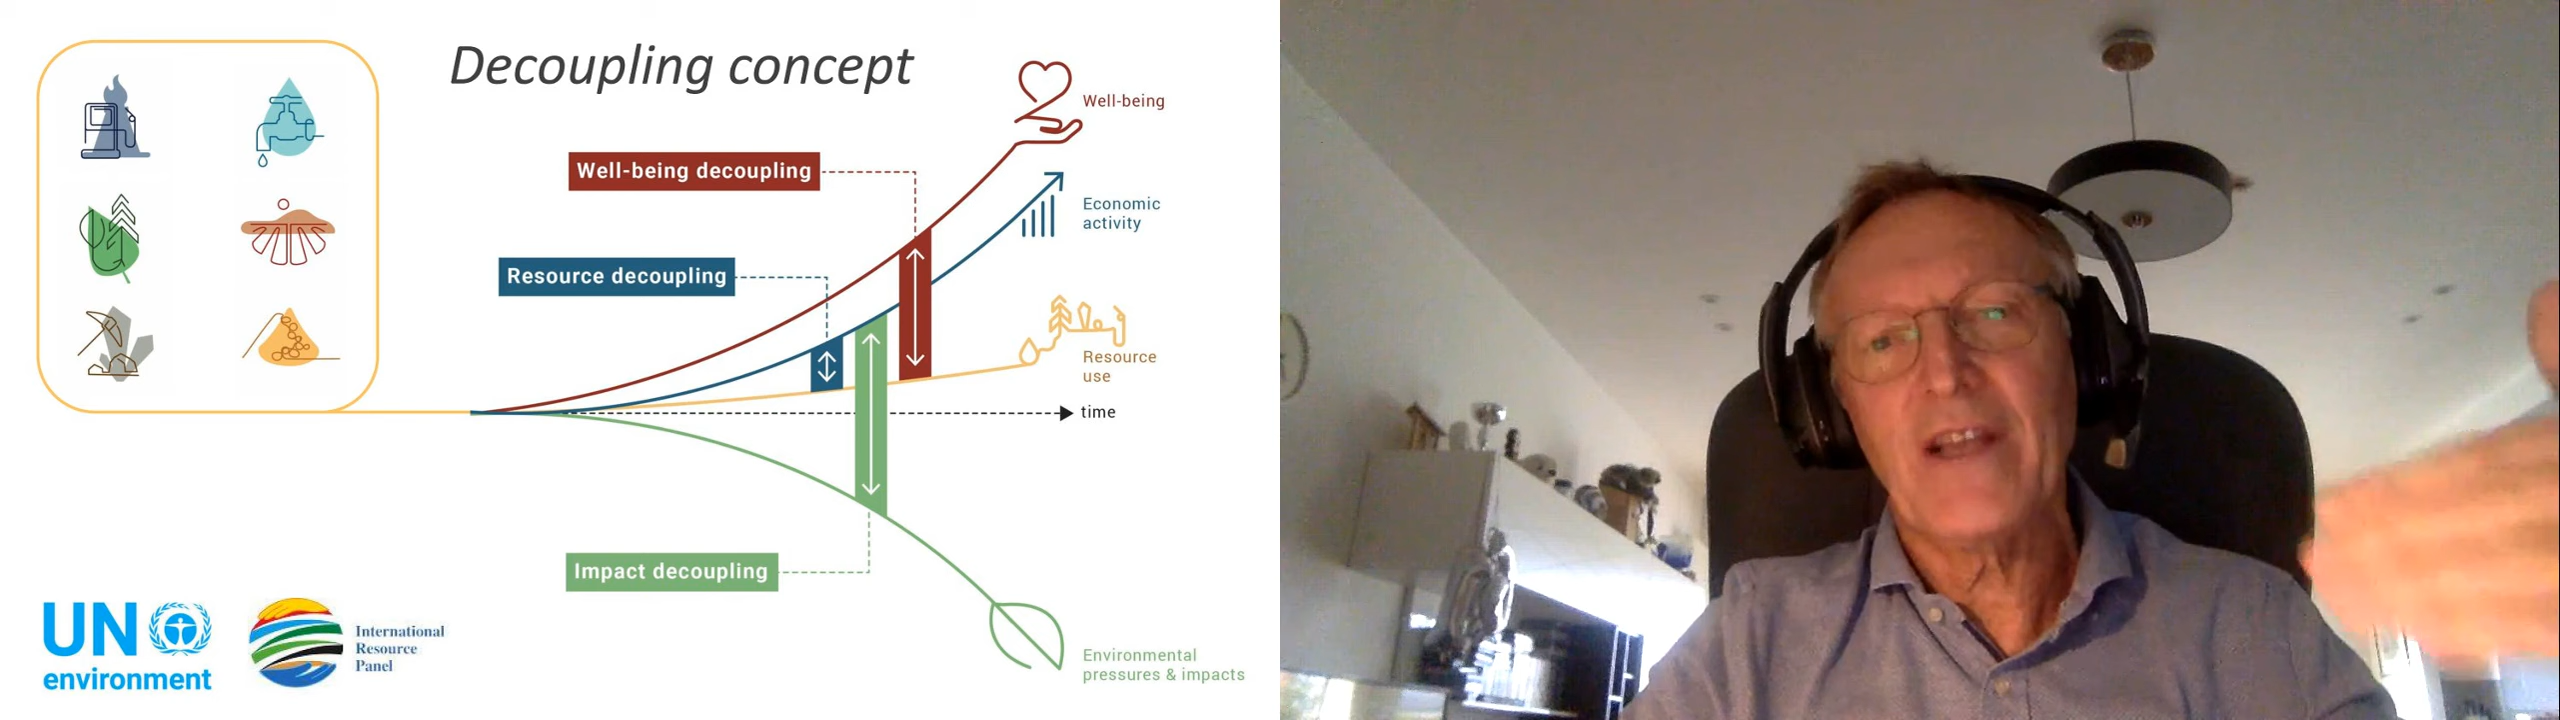 Decoupling concept
Well-being
Well-being decoupling
Economic
activity
Resource decoupling
Resource
use
time
Impact decoupling
Environmental
pressures & impacts
UN
environment
International
Resource
Panel